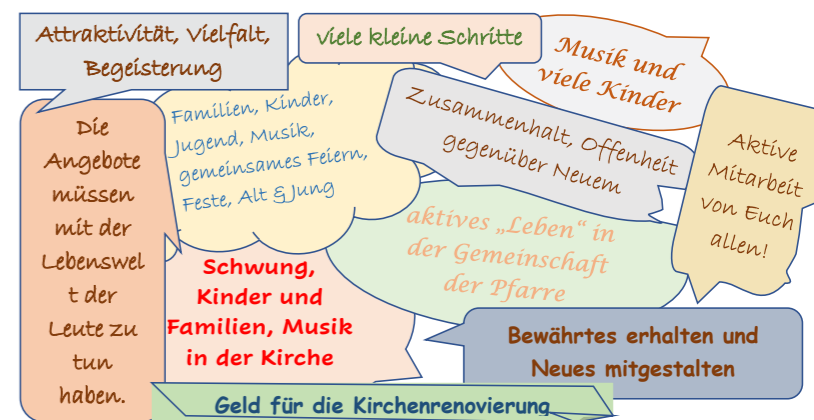 Attraktivität, Vielfalt,
Begeisterung
viele kleine Schritte
Musik und
viele Kinder
Familien, Kinder,
Jugend, Musik,
gemeinsames Feiern,
Feste, Alt & Jung
Zusammenhalt, Offenheit
gegenüber Neuem
Aktive
Mitarbeit
von Euch
allen!
Die
Angebote
müssen
mit der
Lebenswel
t der
Leute zu
tun
haben.
aktives „Leben“ in
der Gemeinschaft
der Pfarre
Schwung,
Kinder und
Familien, Musik
in der Kirche
Bewährtes erhalten und
Neues mitgestalten
Geld für die Kirchenrenovierung